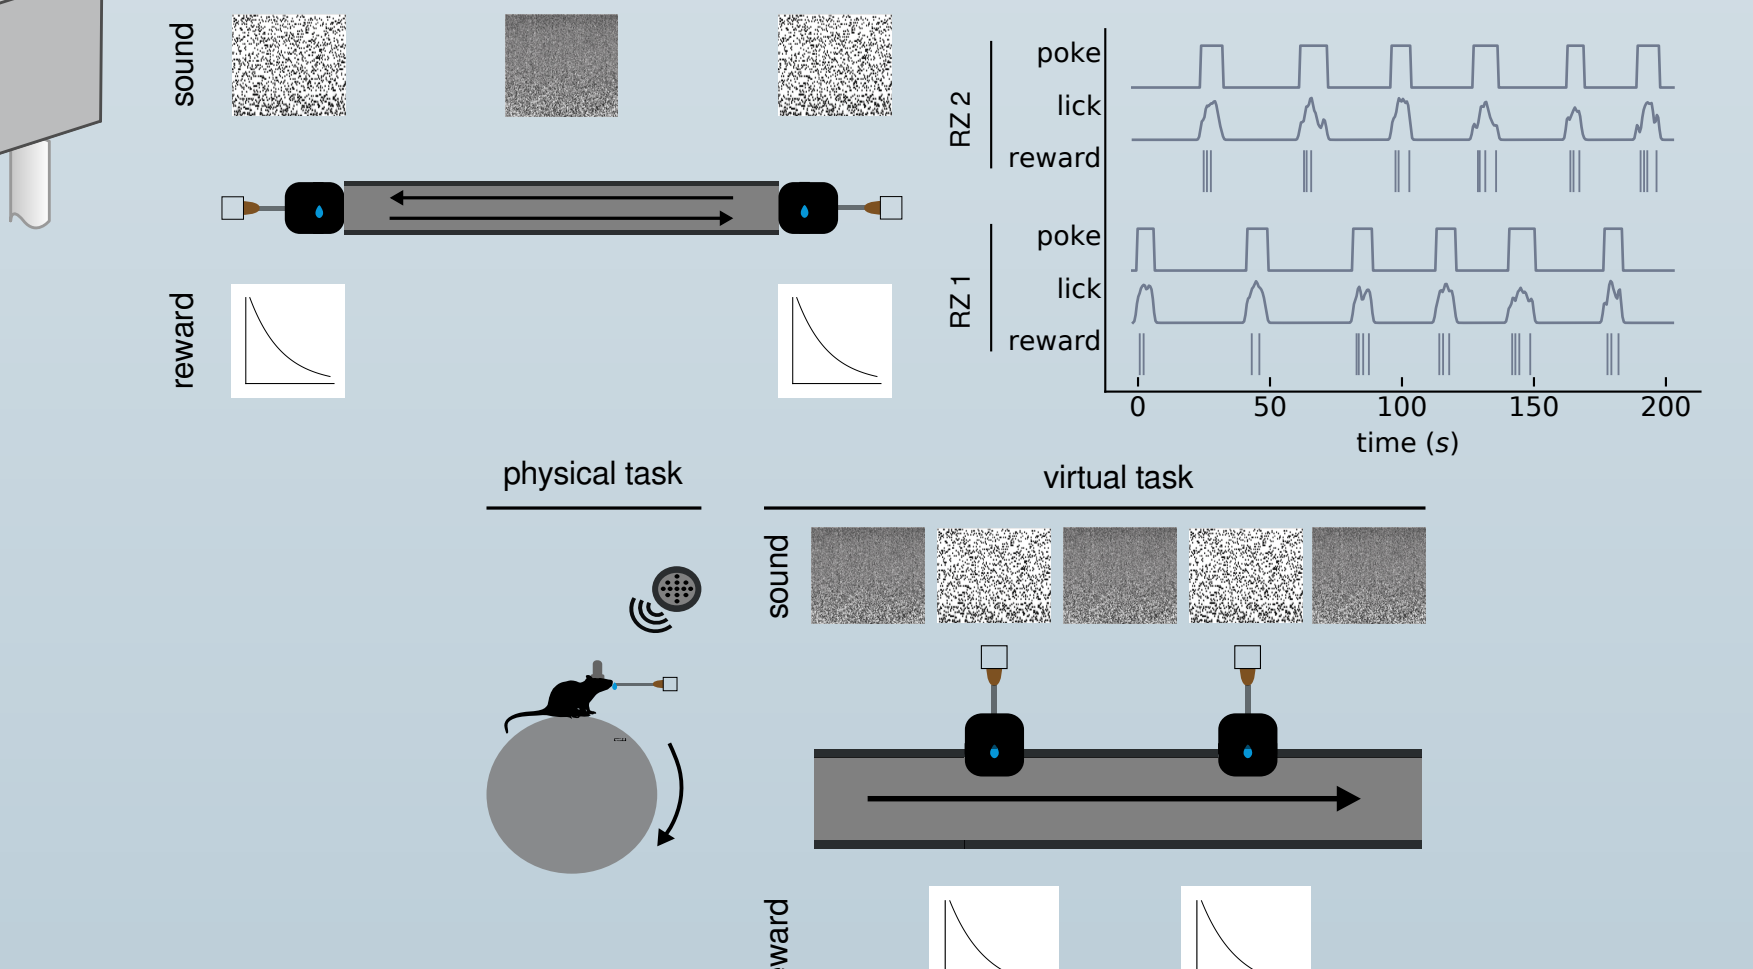 sound
reward
RZ 2
poke
lick
reward
RZ 1
poke
lick
reward
0 50 100 150 200
time (s)
physical task
virtual task
sound